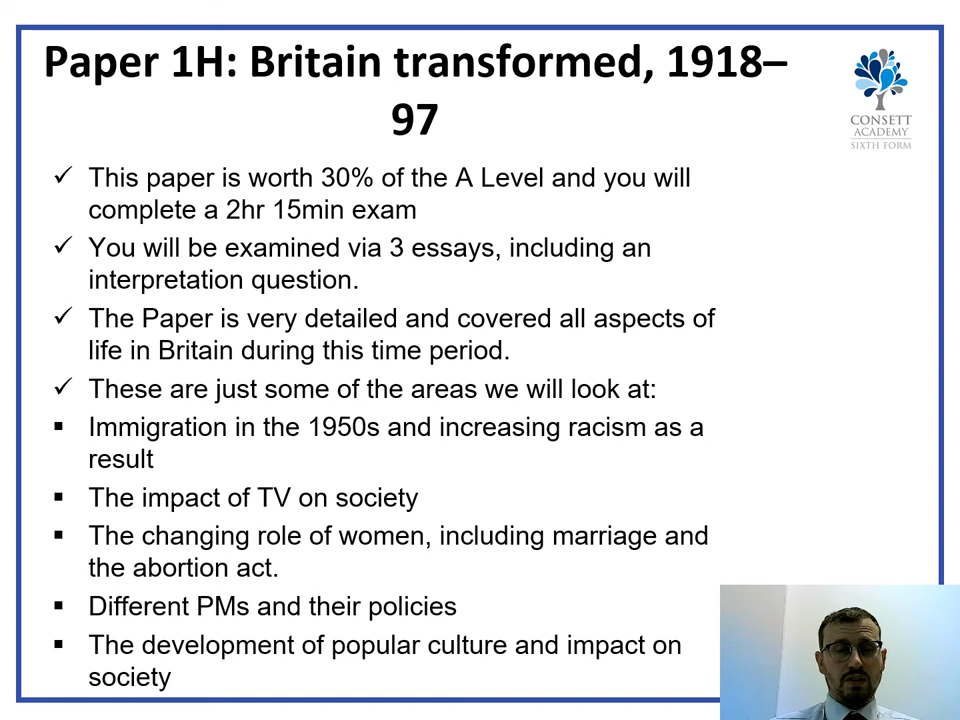 Paper 1H: Britain transformed, 1918–
97
CONSETT
ACADEMY
SIXTH FORM
This paper is worth 30% of the A Level and you will
complete a 2hr 15min exam
You will be examined via 3 essays, including an
interpretation question.
The Paper is very detailed and covered all aspects of
life in Britain during this time period.
These are just some of the areas we will look at:
Immigration in the 1950s and increasing racism as a
result
The impact of TV on society
The changing role of women, including marriage and
the abortion act.
Different PMs and their policies
The development of popular culture and impact on
society